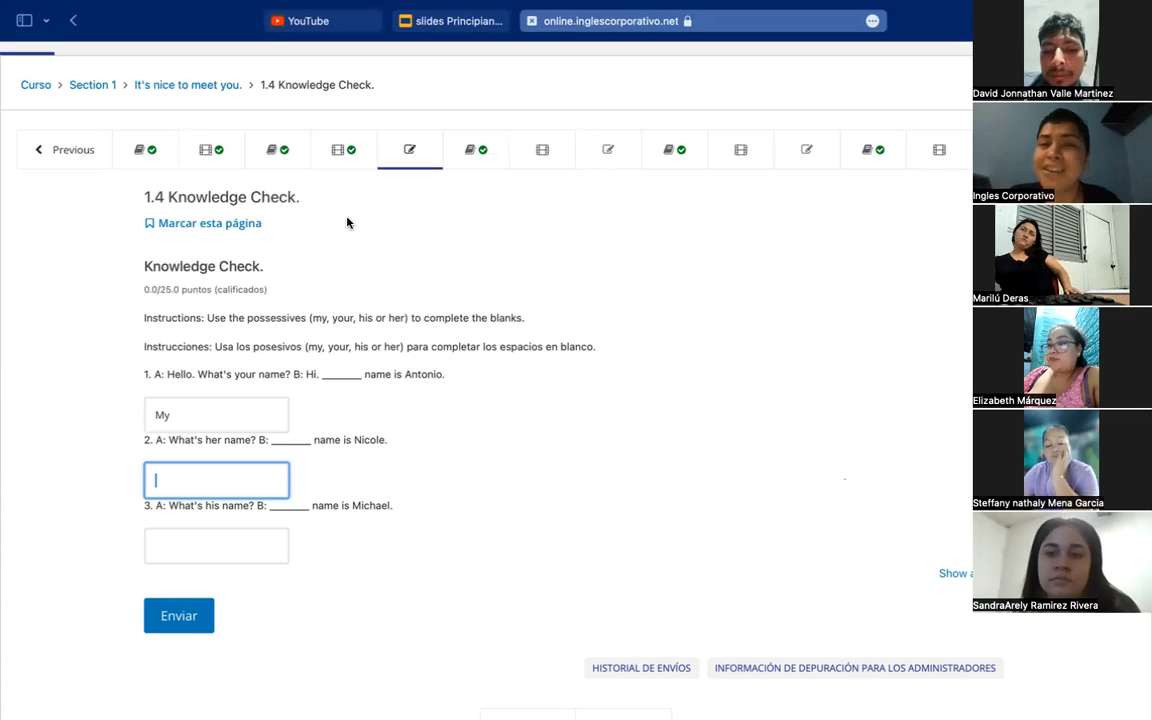 YouTube
slides Principian...
online.inglescorporativo.net
Curso > Section 1 > It's nice to meet you. > 1.4 Knowledge Check.
Previous
1.4 Knowledge Check.
Marcar esta página
Knowledge Check.
0.0/25.0 puntos (calificados)
Instructions: Use the possessives (my, your, his or her) to complete the blanks.
Instrucciones: Usa los posesivos (my, your, his or her) para completar los espacios en blanco.
1. A: Hello. What's your name? B: Hi. _______ name is Antonio.
My
2. A: What's her name? B: _______ name is Nicole.
3. A: What's his name? B: _______ name is Michael.
Show
Enviar
HISTORIAL DE ENVÍOS
INFORMACIÓN DE DEPURACIÓN PARA LOS ADMINISTRADORES
David Jonnathan Valle Martinez
Ingles Corporativo
Marilú Deras
Elizabeth Márquez
Steffany nathaly Mena Garcia
SandraArely Ramirez Rivera